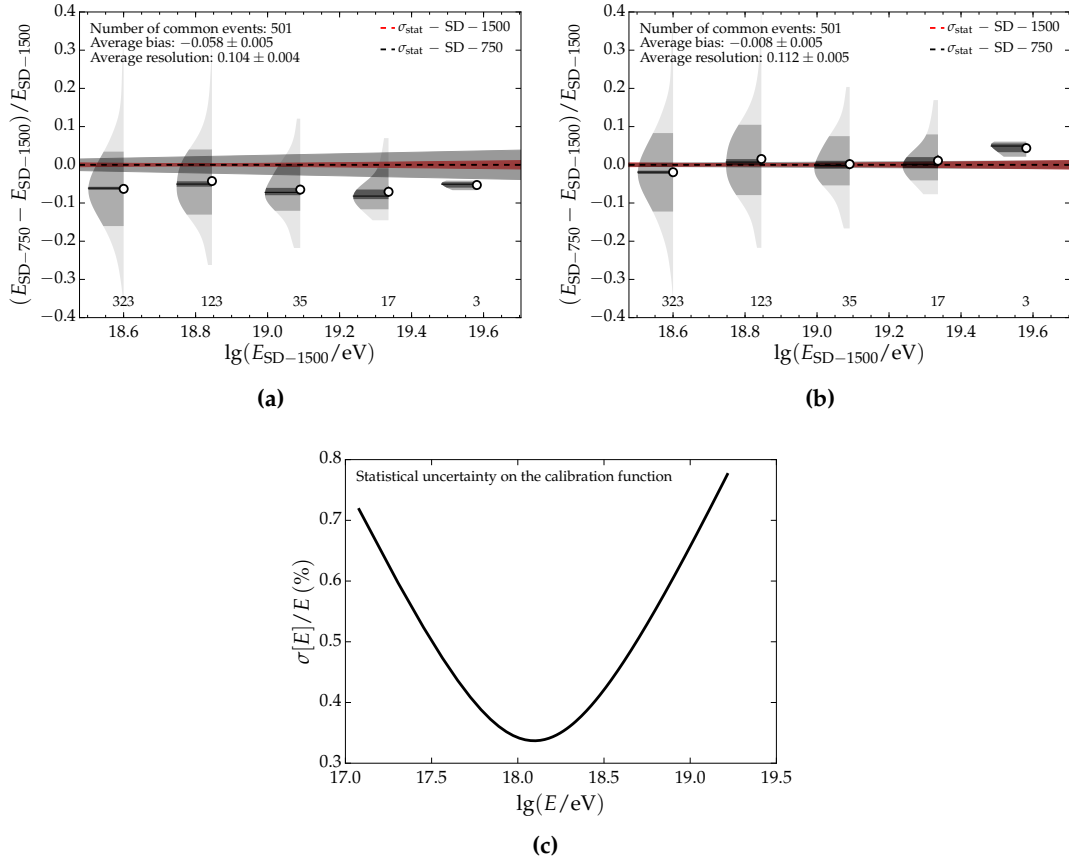 Number of common events: 501
Average bias: −0.058 ± 0.005
Average resolution: 0.104 ± 0.004
σstat − SD − 1500
σstat − SD − 750
(ESD−750 − ESD−1500)/ESD−1500
0.4
0.3
0.2
0.1
0.0
−0.1
−0.2
−0.3
−0.4
323 123 35 17 3
18.6 18.8 19.0 19.2 19.4 19.6
lg(ESD−1500/eV)
(a)
Number of common events: 501
Average bias: −0.008 ± 0.005
Average resolution: 0.112 ± 0.005
σstat − SD − 1500
σstat − SD − 750
(ESD−750 − ESD−1500)/ESD−1500
0.4
0.3
0.2
0.1
0.0
−0.1
−0.2
−0.3
−0.4
323 123 35 17 3
18.6 18.8 19.0 19.2 19.4 19.6
lg(ESD−1500/eV)
(b)
Statistical uncertainty on the calibration function
σ[E]/E (%)
0.8
0.7
0.6
0.5
0.4
0.3
17.0 17.5 18.0 18.5 19.0 19.5
lg(E/eV)
(c)